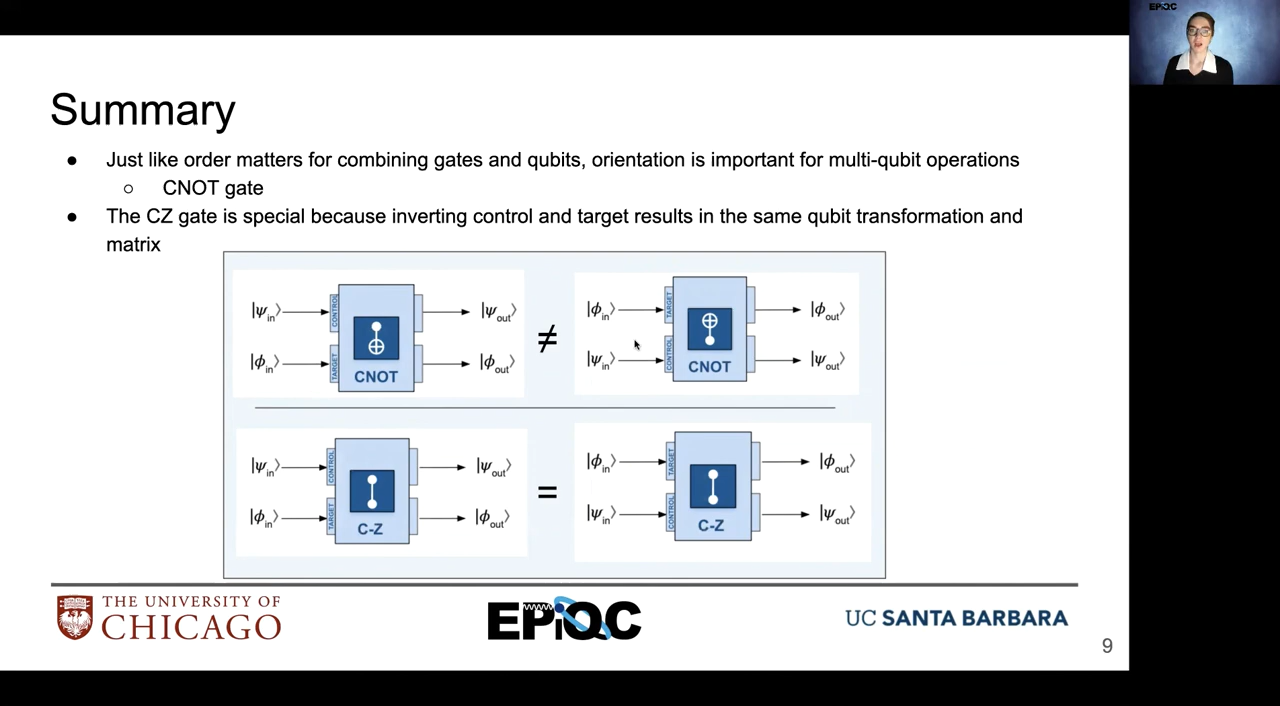 EPiQC
Summary
● Just like order matters for combining gates and qubits, orientation is important for multi-qubit operations
○ CNOT gate
● The CZ gate is special because inverting control and target results in the same qubit transformation and
matrix
|ψin⟩ CONTROL |ψout⟩
|ϕin⟩ TARGET |ϕout⟩
CNOT
≠
|ϕin⟩ TARGET |ϕout⟩
|ψin⟩ CONTROL |ψout⟩
CNOT
|ψin⟩ CONTROL |ψout⟩
|ϕin⟩ TARGET |ϕout⟩
C-Z
=
|ϕin⟩ TARGET |ϕout⟩
|ψin⟩ CONTROL |ψout⟩
C-Z
THE UNIVERSITY OF
CHICAGO
EPiQC
UC SANTA BARBARA
9